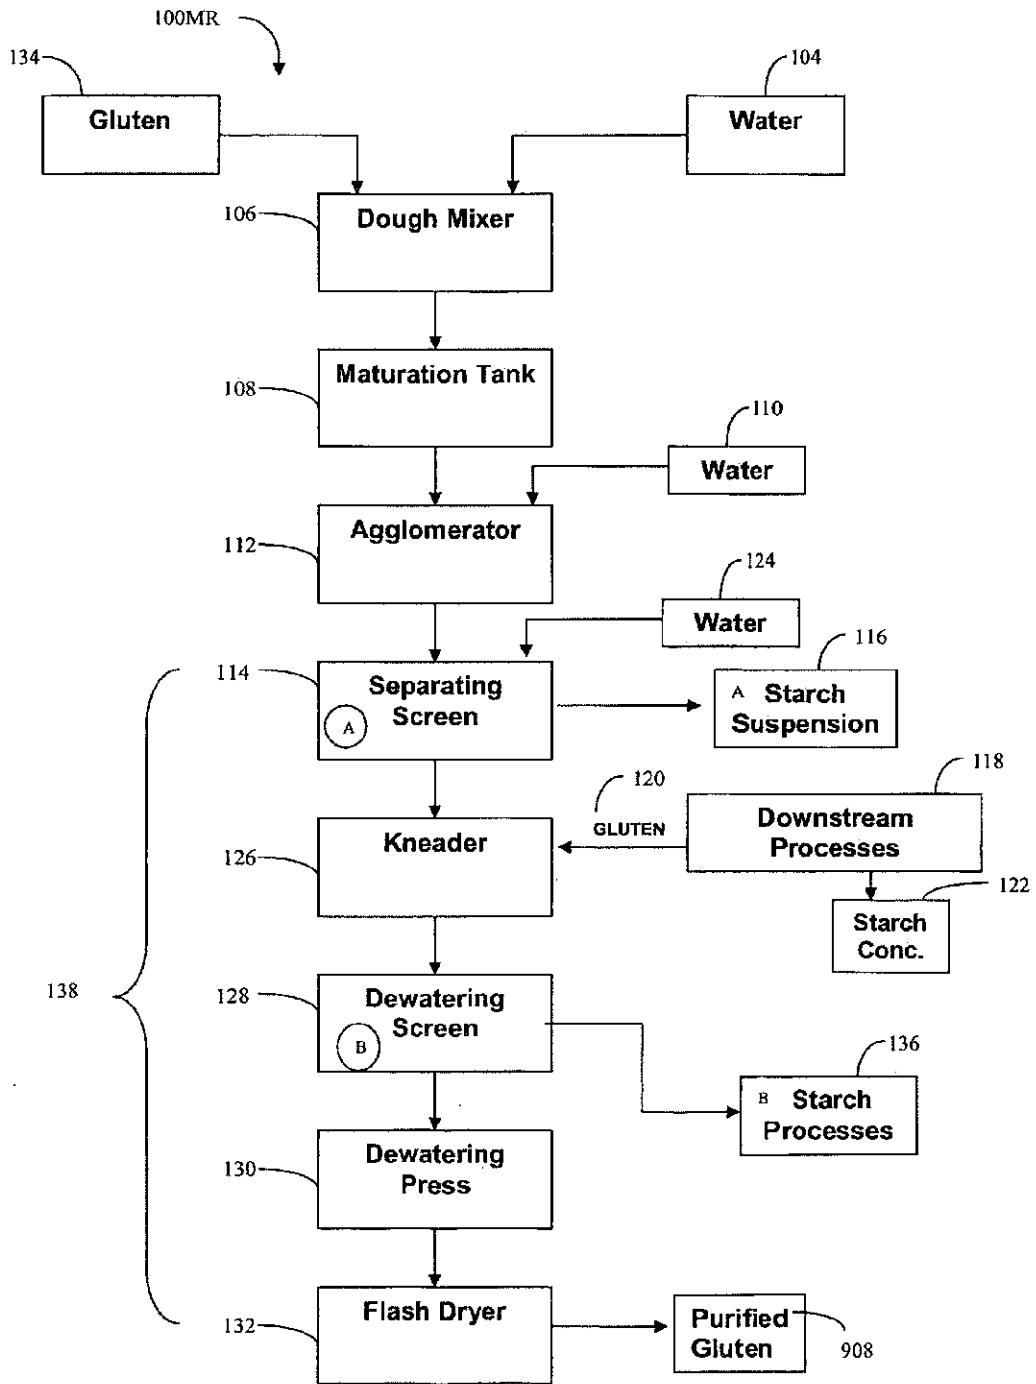 100MR
134
104
Gluten
Water
106
Dough Mixer
108
Maturation Tank
110
Water
Agglomerator
112
124
Water
116
114
Separating
Screen
A
A Starch
Suspension
118
120
GLUTEN
Downstream
Processes
126
Kneader
122
Starch
Conc.
138
128
Dewatering
Screen
B
136
B Starch
Processes
130
Dewatering
Press
132
Flash Dryer
Purified
Gluten
908